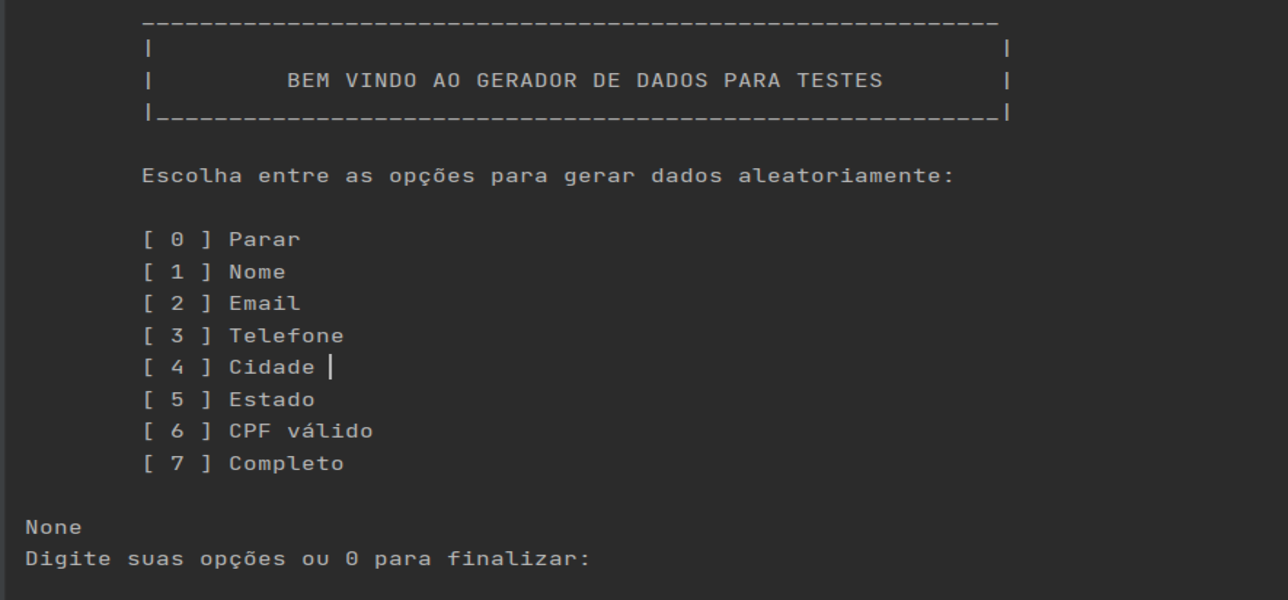 BEM VINDO AO GERADOR DE DADOS PARA TESTES
Escolha entre as opções para gerar dados aleatoriamente:
[ 0 ] Parar
[ 1 ] Nome
[ 2 ] Email
[ 3 ] Telefone
[ 4 ] Cidade
[ 5 ] Estado
[ 6 ] CPF válido
[ 7 ] Completo
None
Digite suas opções ou 0 para finalizar: